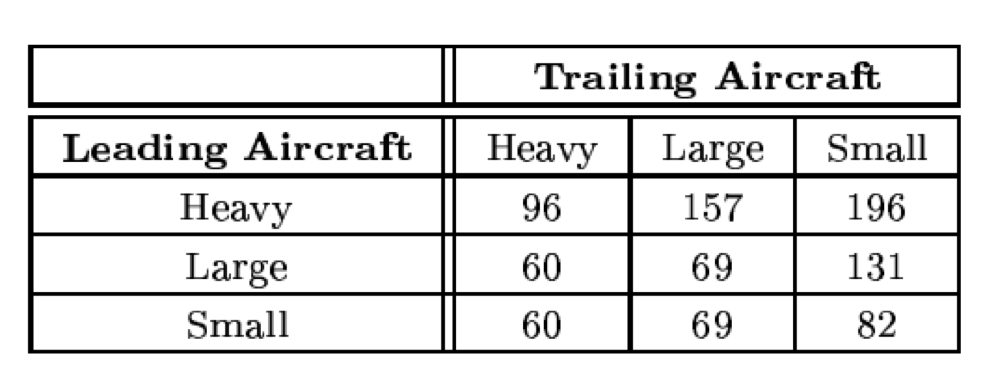 Trailing Aircraft
Leading Aircraft Heavy Large Small
Heavy 96 157 196
Large 60 69 131
Small 60 69 82